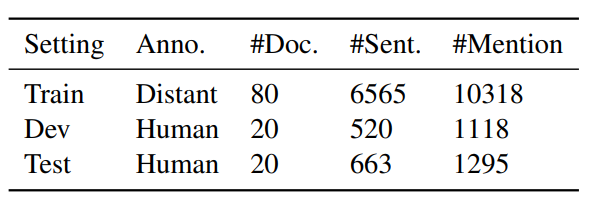 Setting Anno. #Doc. #Sent. #Mention
Train Distant 80 6565 10318
Dev Human 20 520 1118
Test Human 20 663 1295